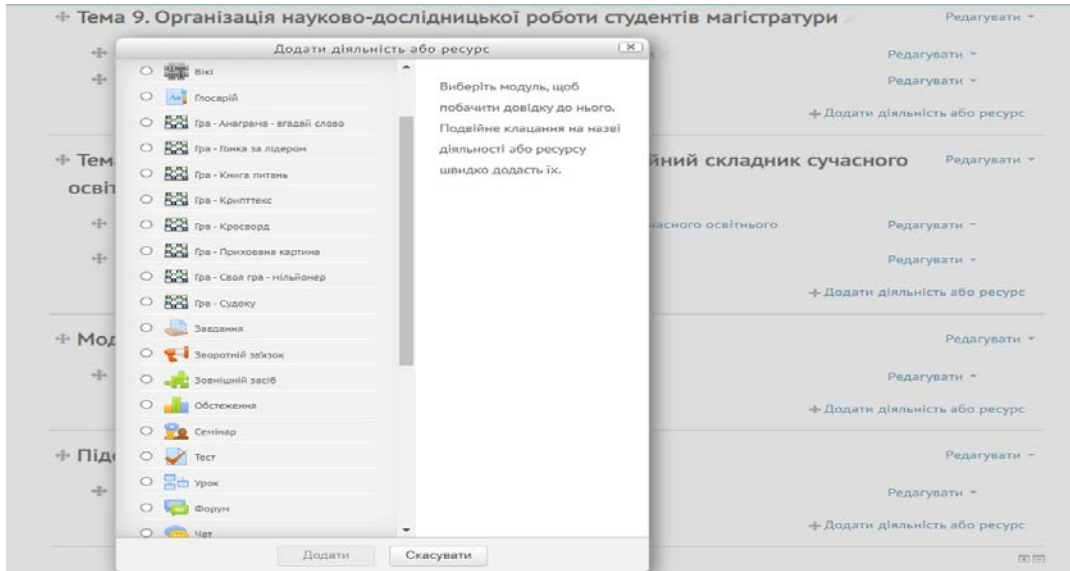 Тема 9. Організація науково-дослідницької роботи студентів магістратури
Редагувати
Додати діяльність або ресурс
Редагувати
Вікі
Глосарій
Гра - Анаграма - вгадай слово
Гра - Гонка за лідером
Гра - Книга питань
Гра - Крипттекс
Гра - Кросворд
Гра - Прихована картина
Гра - Своя гра - мільйонер
Гра - Судоку
Завдання
Зворотній зв'язок
Зовнішній засіб
Обстеження
Семінар
Тест
Урок
Форум
Чат
Виберіть модуль, щоб
побачити довідку до нього.
Подвійне клацання на назві
діяльності або ресурсу
швидко додасть їх.
Додати
Скасувати
Редагувати
Додати діяльність або ресурс
Тем
йний складник сучасного
Редагувати
освіт
часного освітнього
Редагувати
Редагувати
Додати діяльність або ресурс
Мод
Редагувати
Редагувати
Додати діяльність або ресурс
Підс
Редагувати
Редагувати
Додати діяльність або ресурс